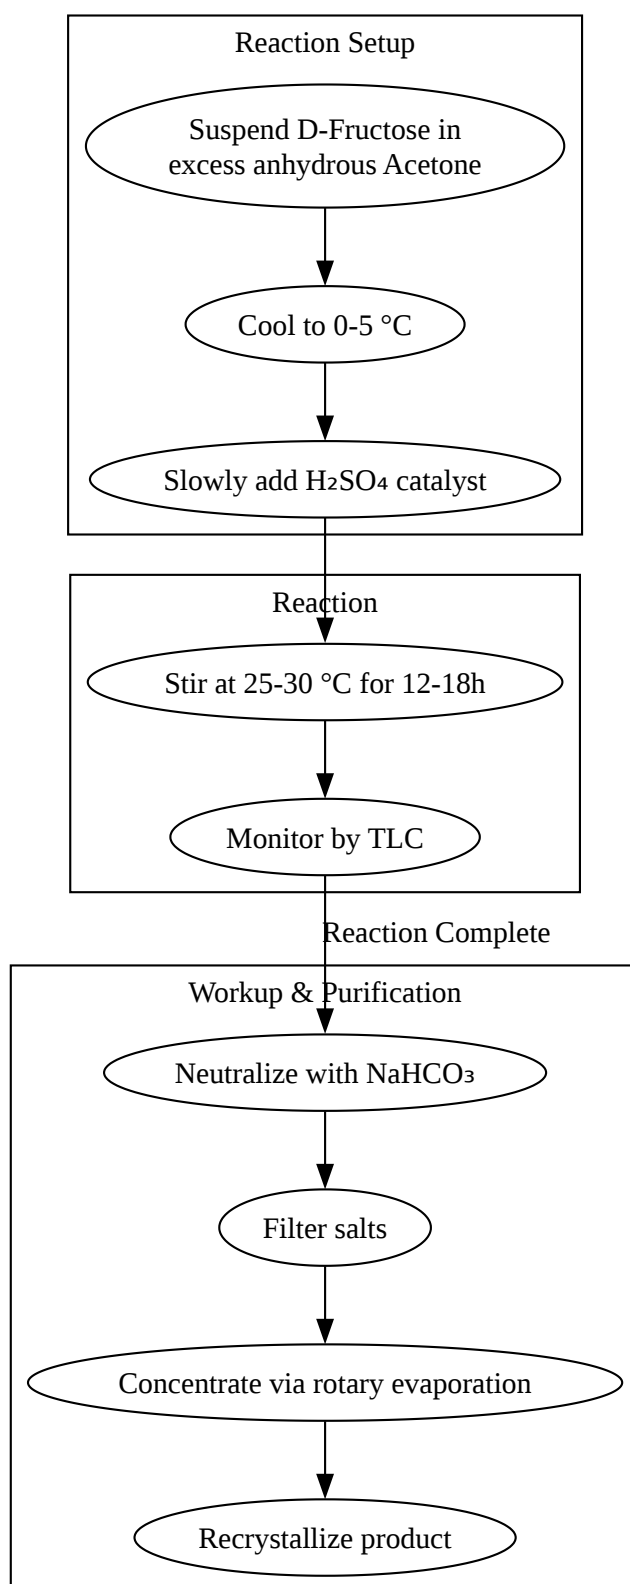 Reaction Setup
Suspend D-Fructose in
excess anhydrous Acetone
Cool to 0-5 °C
Slowly add H₂SO₄ catalyst
Reaction
Stir at 25-30 °C for 12-18h
Monitor by TLC
Reaction Complete
Workup & Purification
Neutralize with NaHCO₃
Filter salts
Concentrate via rotary evaporation
Recrystallize product